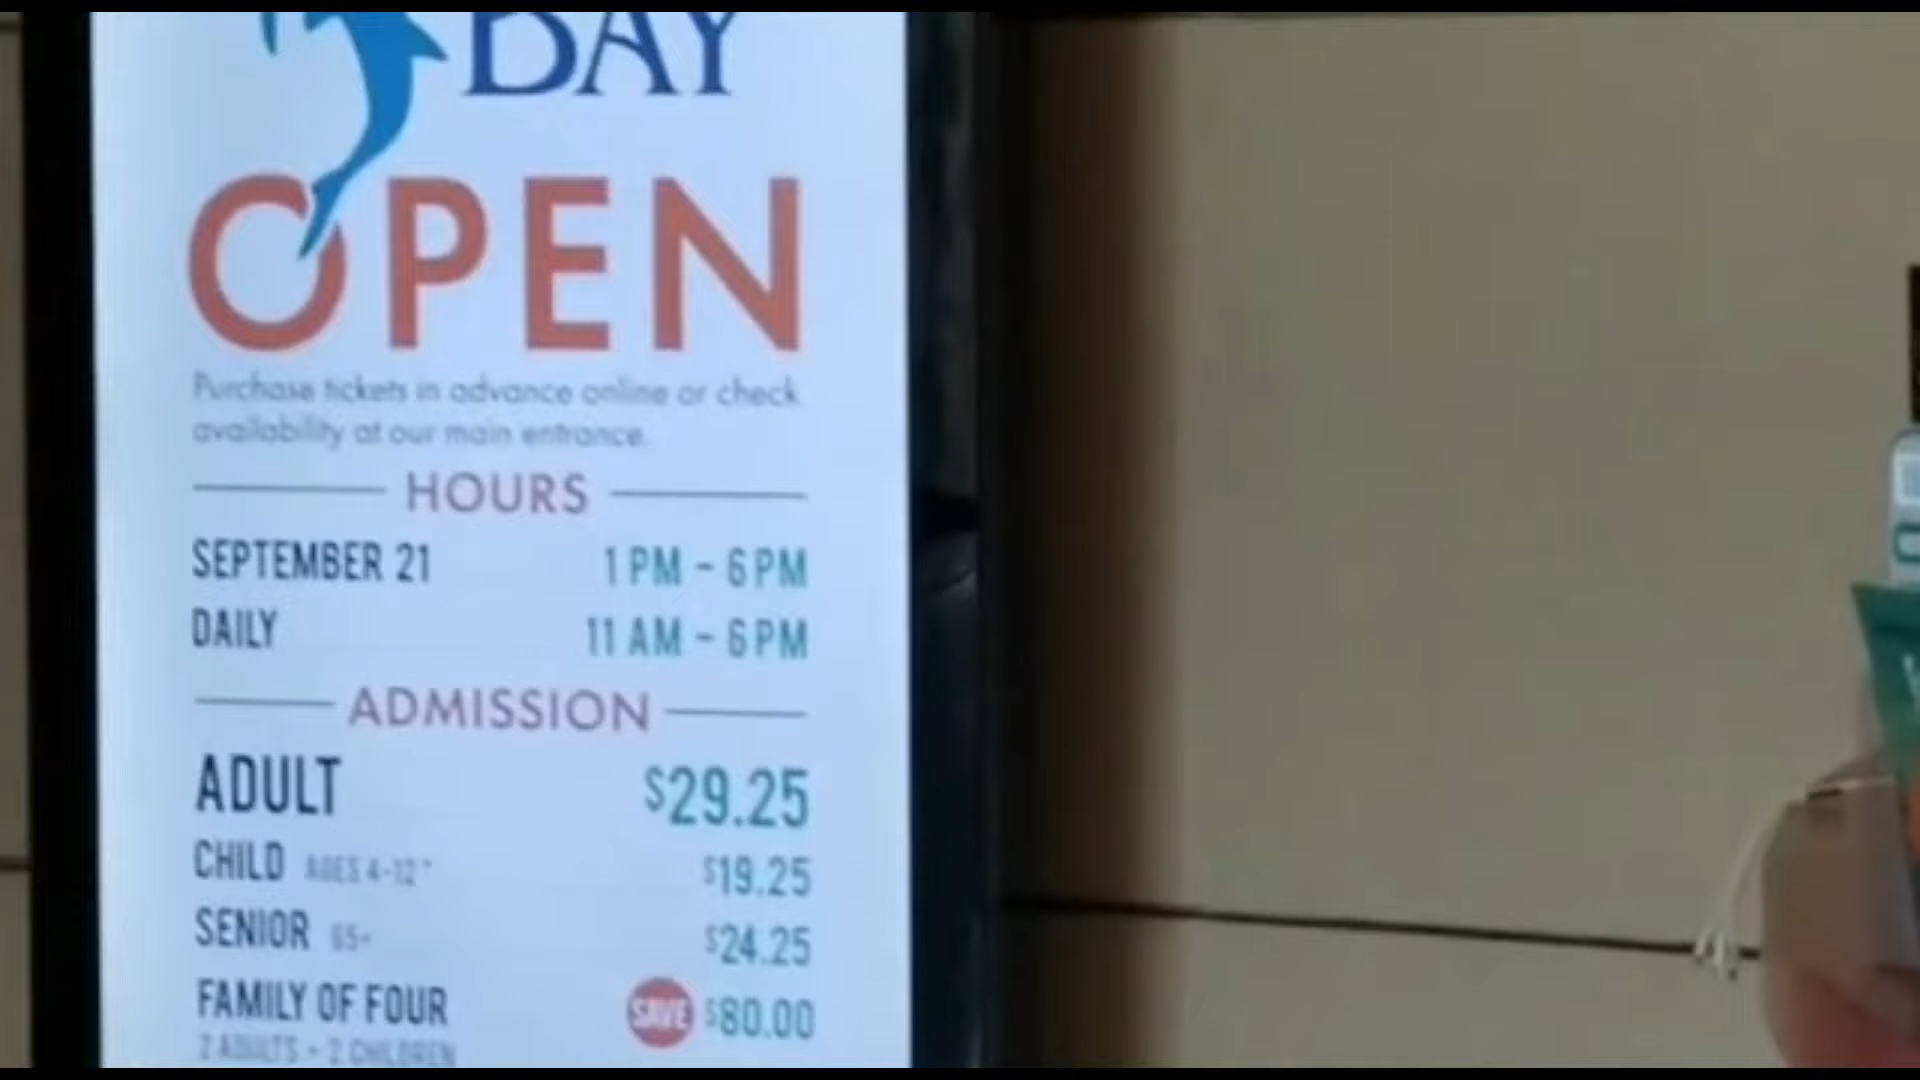 BAY
OPEN
Purchase tickets in advance online or check
availability at our main entrance.
HOURS
SEPTEMBER 21 1 PM – 6 PM
DAILY 11 AM – 6 PM
ADMISSION
ADULT $29.25
CHILD AGES 4-12* $19.25
SENIOR 65+ $24.25
FAMILY OF FOUR SAVE $80.00
2 ADULTS + 2 CHILDREN